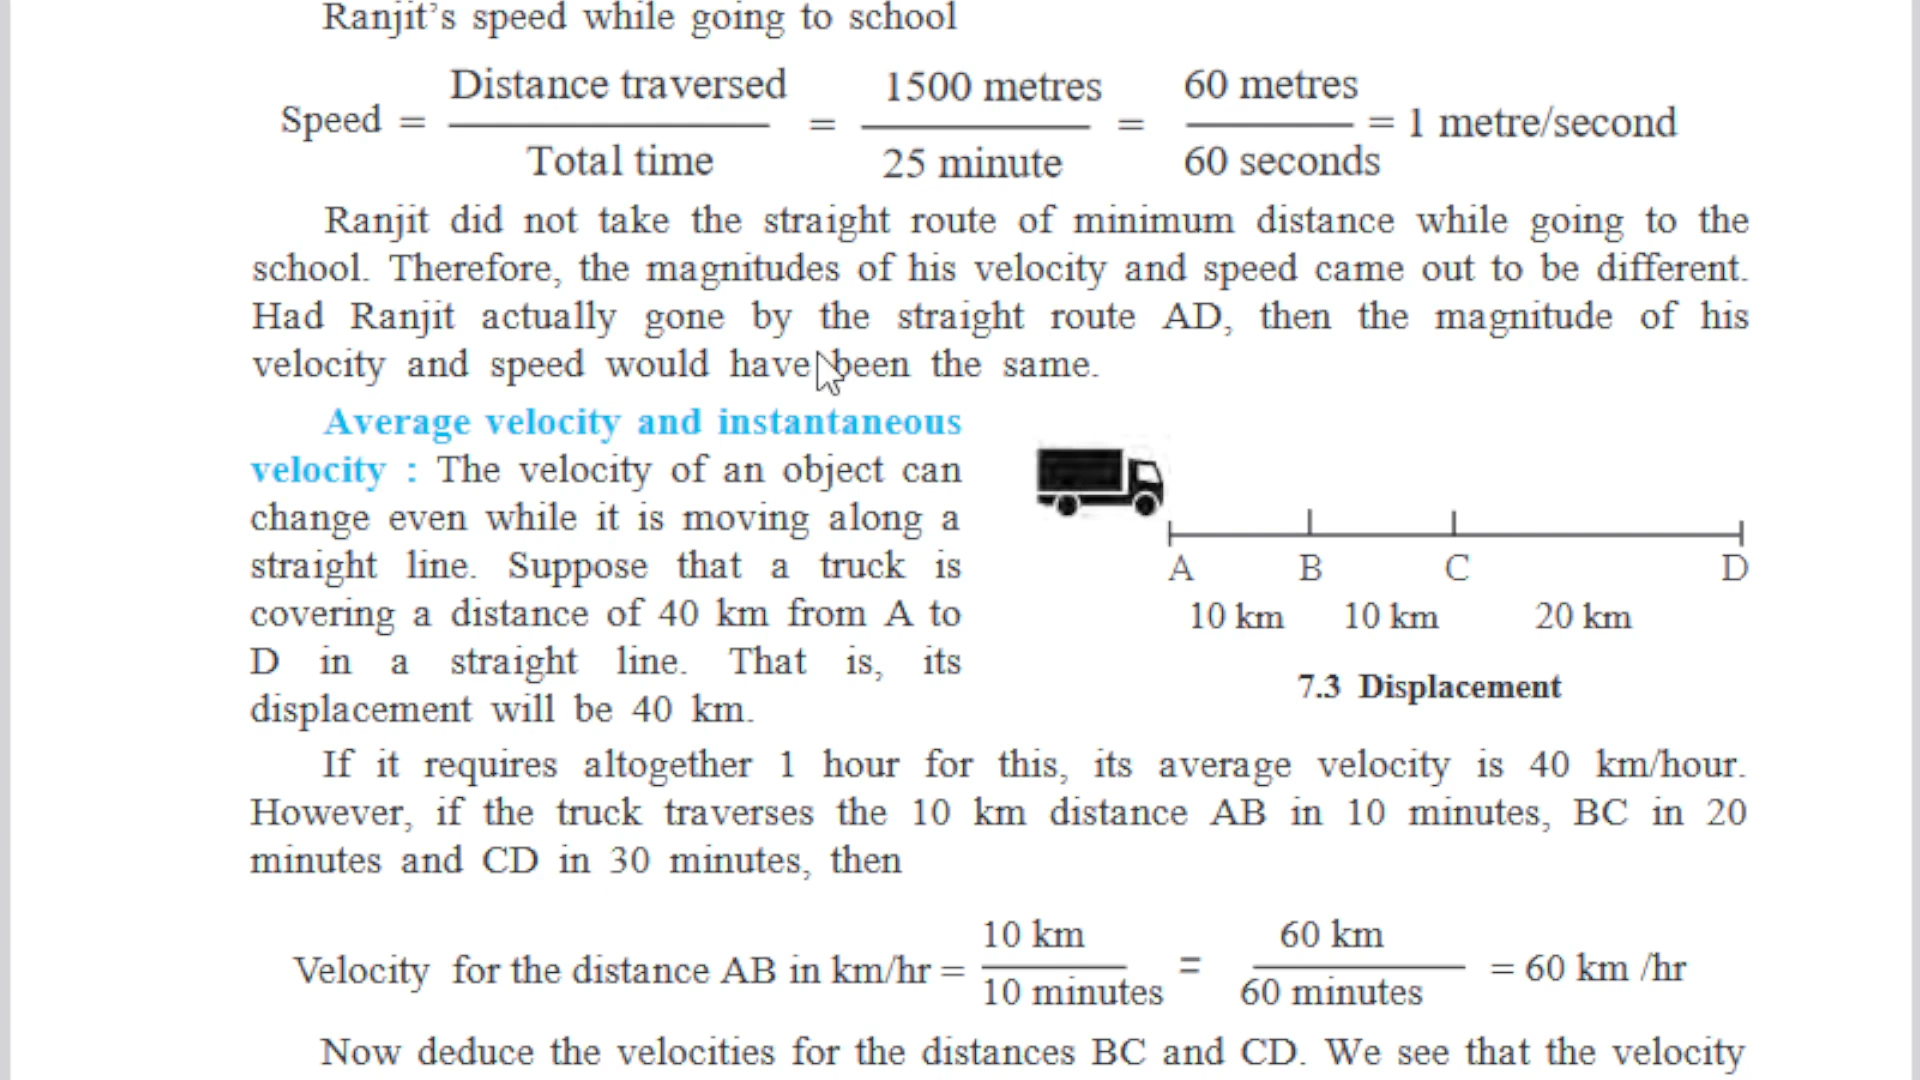 Ranjit's speed while going to school
Speed = Distance traversed / Total time = 1500 metres / 25 minute = 60 metres / 60 seconds = 1 metre/second
Ranjit did not take the straight route of minimum distance while going to the
school. Therefore, the magnitudes of his velocity and speed came out to be different.
Had Ranjit actually gone by the straight route AD, then the magnitude of his
velocity and speed would have been the same.
Average velocity and instantaneous
velocity : The velocity of an object can
change even while it is moving along a
straight line. Suppose that a truck is
covering a distance of 40 km from A to
D in a straight line. That is, its
displacement will be 40 km.
A B C D
10 km 10 km 20 km
7.3 Displacement
If it requires altogether 1 hour for this, its average velocity is 40 km/hour.
However, if the truck traverses the 10 km distance AB in 10 minutes, BC in 20
minutes and CD in 30 minutes, then
Velocity for the distance AB in km/hr = 10 km / 10 minutes = 60 km / 60 minutes = 60 km /hr
Now deduce the velocities for the distances BC and CD. We see that the velocity